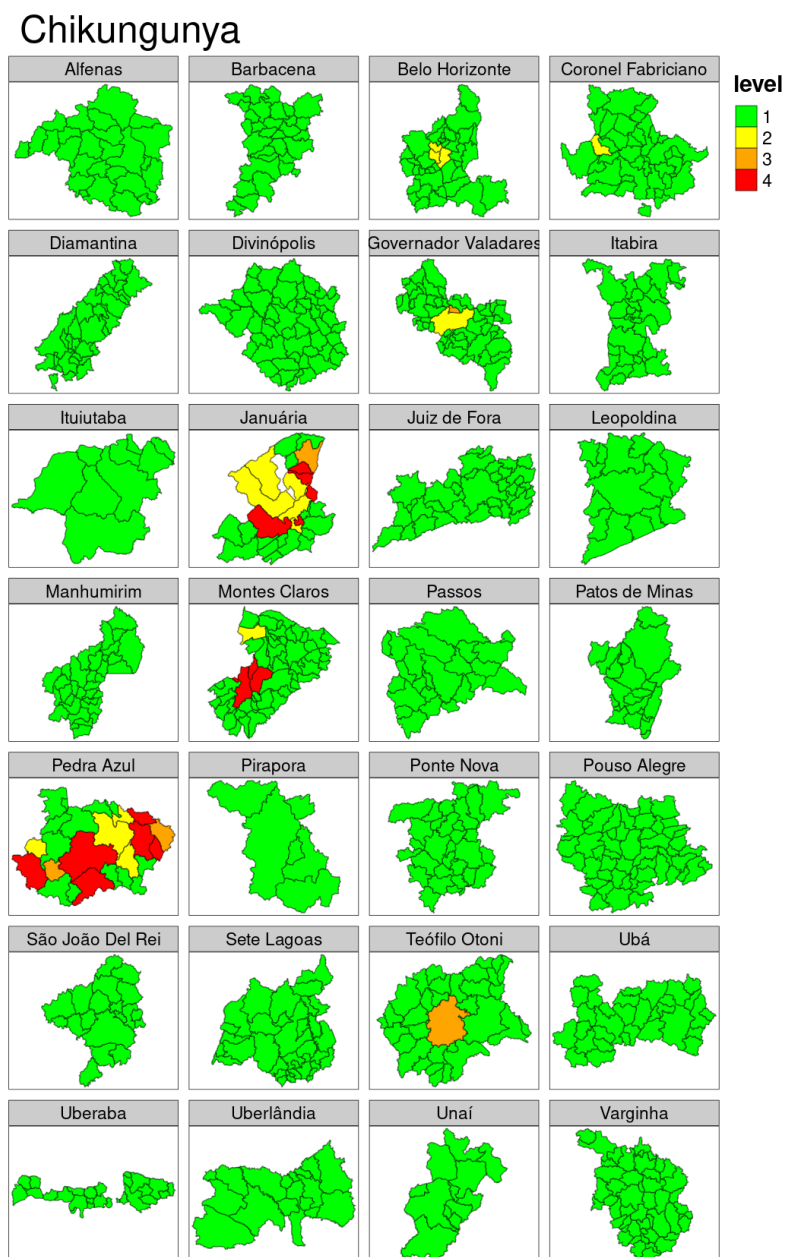 Chikungunya
Alfenas
Barbacena
Belo Horizonte
Coronel Fabriciano
level
1
2
3
4
Diamantina
Divinópolis
Governador Valadares
Itabira
Ituiutaba
Januária
Juiz de Fora
Leopoldina
Manhumirim
Montes Claros
Passos
Patos de Minas
Pedra Azul
Pirapora
Ponte Nova
Pouso Alegre
São João Del Rei
Sete Lagoas
Teófilo Otoni
Ubá
Uberaba
Uberlândia
Unaí
Varginha